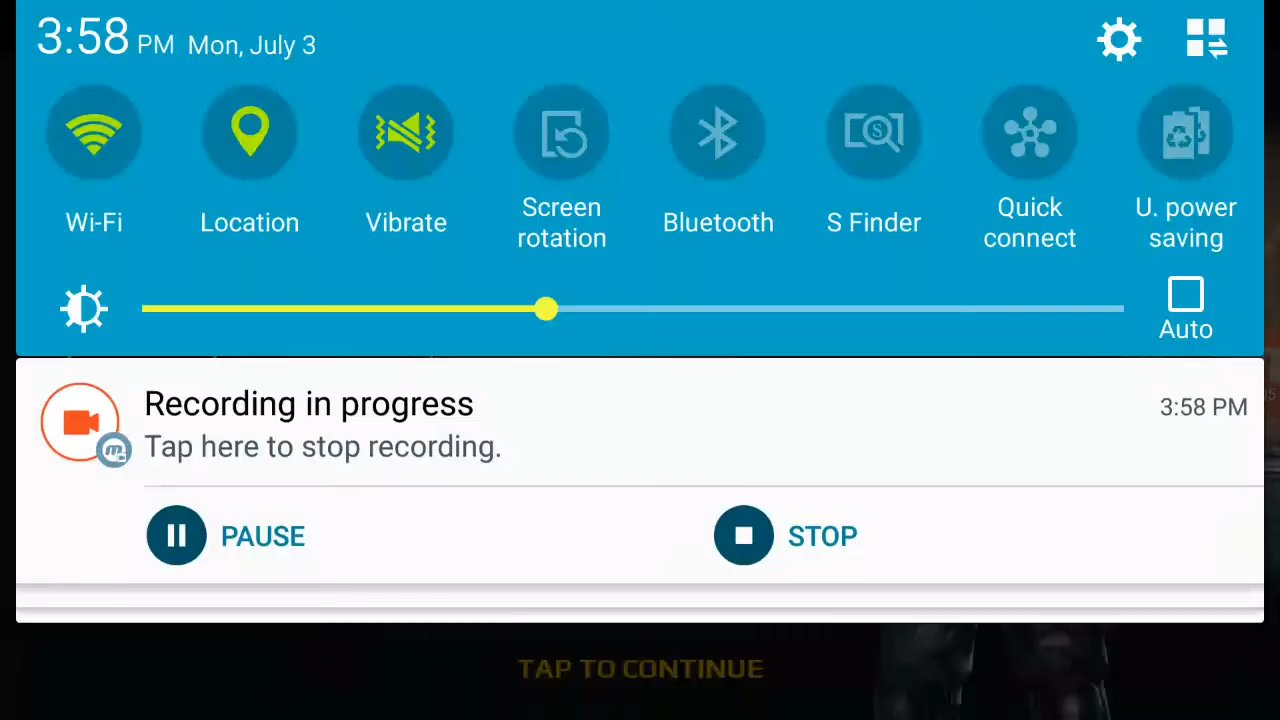 3:58 PM Mon, July 3
Wi-Fi
Location
Vibrate
Screen
rotation
Bluetooth
S Finder
Quick
connect
U. power
saving
Auto
Recording in progress
3:58 PM
Tap here to stop recording.
PAUSE
STOP
TAP TO CONTINUE